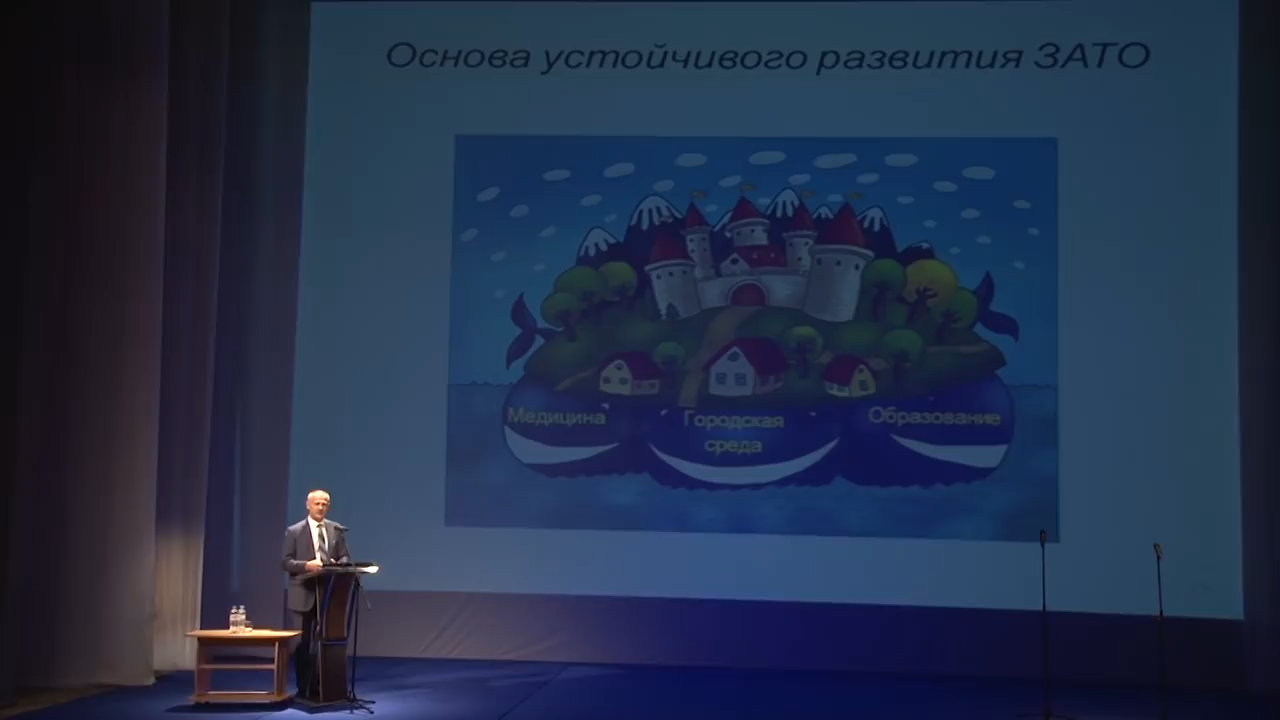 Основа устойчивого развития ЗАТО
Медицина
Городская
среда
Образование